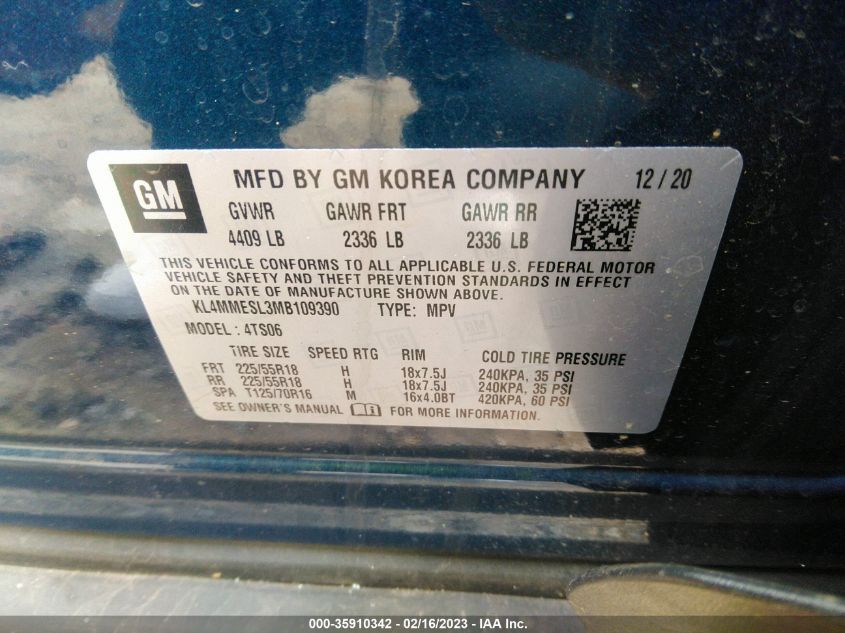 GM MFD BY GM KOREA COMPANY 12/20
GVWR GAWR FRT GAWR RR
4409 LB 2336 LB 2336 LB
THIS VEHICLE CONFORMS TO ALL APPLICABLE U.S. FEDERAL MOTOR
VEHICLE SAFETY AND THEFT PREVENTION STANDARDS IN EFFECT
ON THE DATE OF MANUFACTURE SHOWN ABOVE.
KL4MMESL3MB109390 TYPE: MPV
MODEL: 4TS06
TIRE SIZE SPEED RTG RIM COLD TIRE PRESSURE
FRT 225/55R18 H 18x7.5J 240KPA, 35 PSI
RR 225/55R18 H 18x7.5J 240KPA, 35 PSI
SPA T125/70R16 M 16x4.0BT 420KPA, 60 PSI
SEE OWNER'S MANUAL FOR MORE INFORMATION.
000-35910342 - 02/16/2023 - IAA Inc.